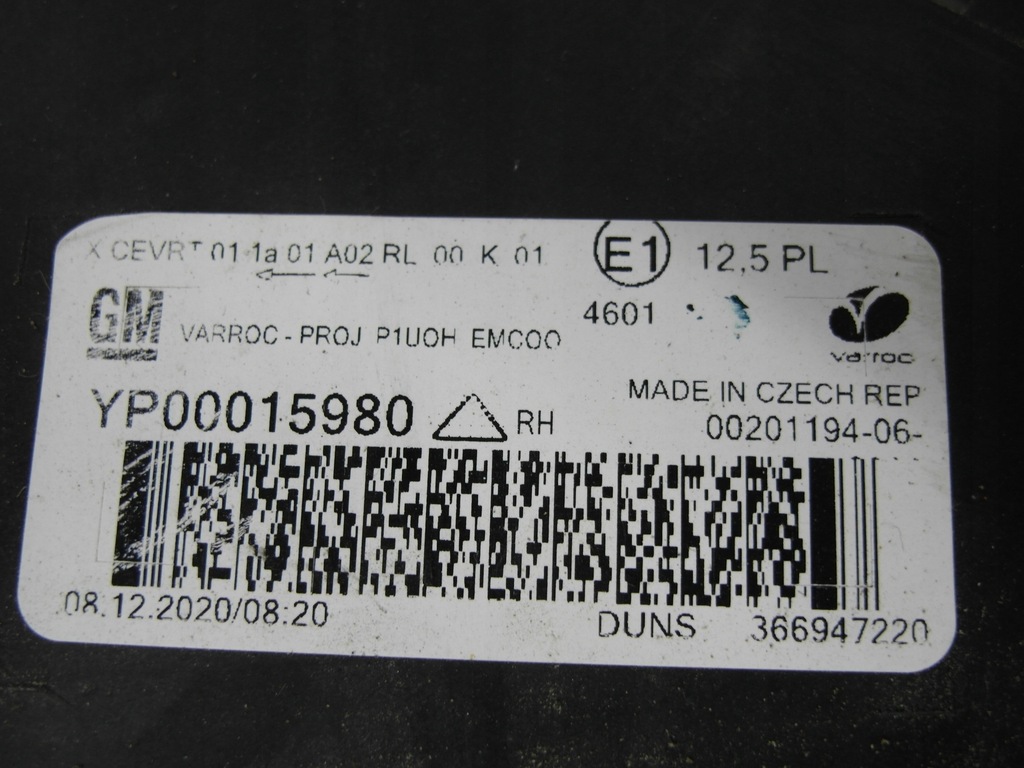 X CEVRT 01 1a 01 A02 RL 00 K 01
E1
12,5 PL
4601
GM
VARROC - PROJ P1UOH EMCOO
varroc
YP00015980
RH
MADE IN CZECH REP
00201194-06-
08.12.2020/08:20
DUNS 366947220